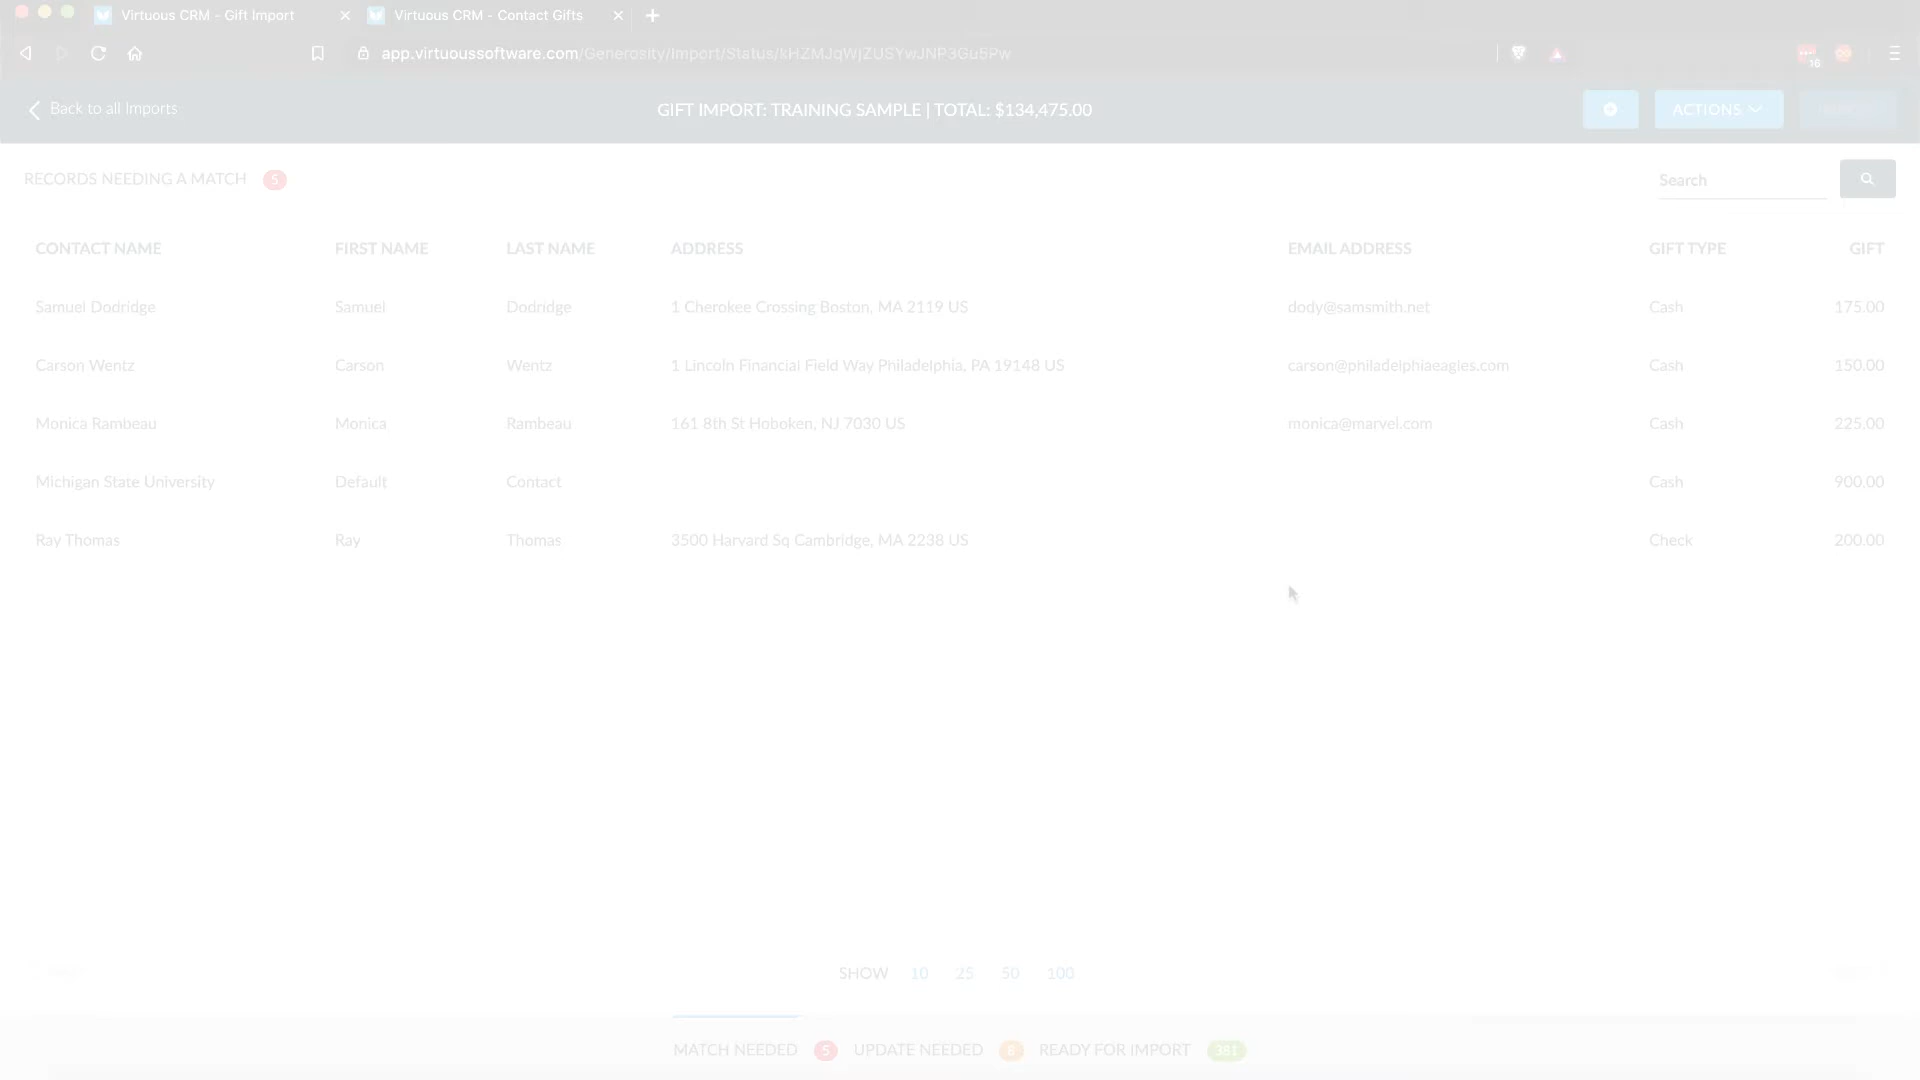 Virtuous CRM - Gift Import
Virtuous CRM - Contact Gifts
app.virtuoussoftware.com/Generosity/Import/Status/
16
Back to all Imports
GIFT IMPORT: TRAINING SAMPLE | TOTAL: $134,475.00
ACTIONS
RECORDS NEEDING A MATCH 5
Search
CONTACT NAME FIRST NAME LAST NAME ADDRESS EMAIL ADDRESS GIFT TYPE GIFT
Samuel Dodridge Samuel Dodridge 1 Cherokee Crossing Boston, MA 2119 US dody@samsmith.net Cash 175.00
Carson Wentz Carson Wentz 1 Lincoln Financial Field Way Philadelphia, PA 19148 US carson@philadelphiaeagles.com Cash 150.00
Monica Rambeau Monica Rambeau 161 8th St Hoboken, NJ 7030 US monica@marvel.com Cash 225.00
Michigan State University Default Contact Cash 900.00
Ray Thomas Ray Thomas 3500 Harvard Sq Cambridge, MA 2238 US Check 200.00
SHOW 10 25 50 100
MATCH NEEDED 5 UPDATE NEEDED READY FOR IMPORT